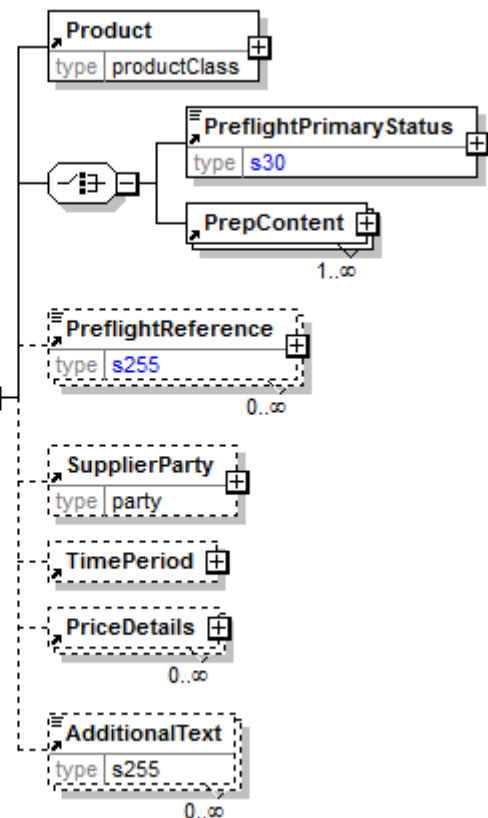 Product
type productClass
PreflightPrimaryStatus
type s30
PrepContent
1..∞
PreflightReference
type s255
0..∞
SupplierParty
type party
TimePeriod
PriceDetails
0..∞
AdditionalText
type s255
0..∞